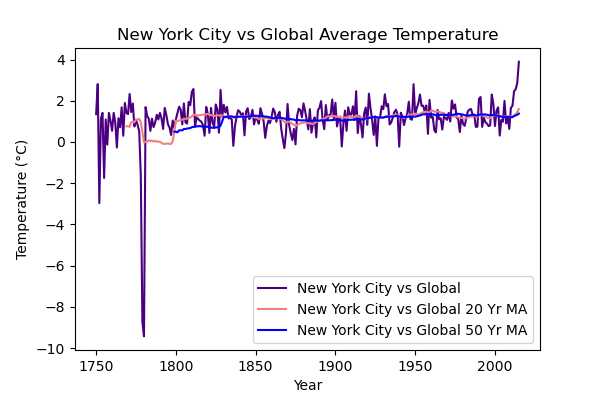 New York City vs Global Average Temperature
4
2
0
−2
−4
−6
−8
−10
Temperature (°C)
1750
1800
1850
1900
1950
2000
Year
New York City vs Global
New York City vs Global 20 Yr MA
New York City vs Global 50 Yr MA